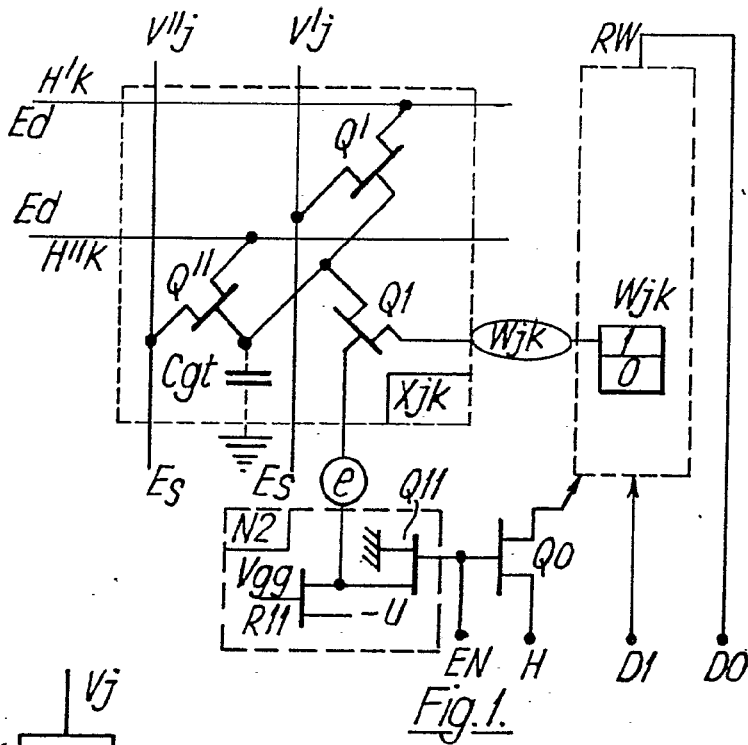 V''j
V'j
RW
H'k
Ed
Q'
Ed
H''k
Q''
Q1
Wjk
Wjk
1
0
Cgt
Xjk
Es
Es
e
Q11
N2
Vgg
R11
-U
Q0
EN
H
D1
D0
Fig.1.
Vj